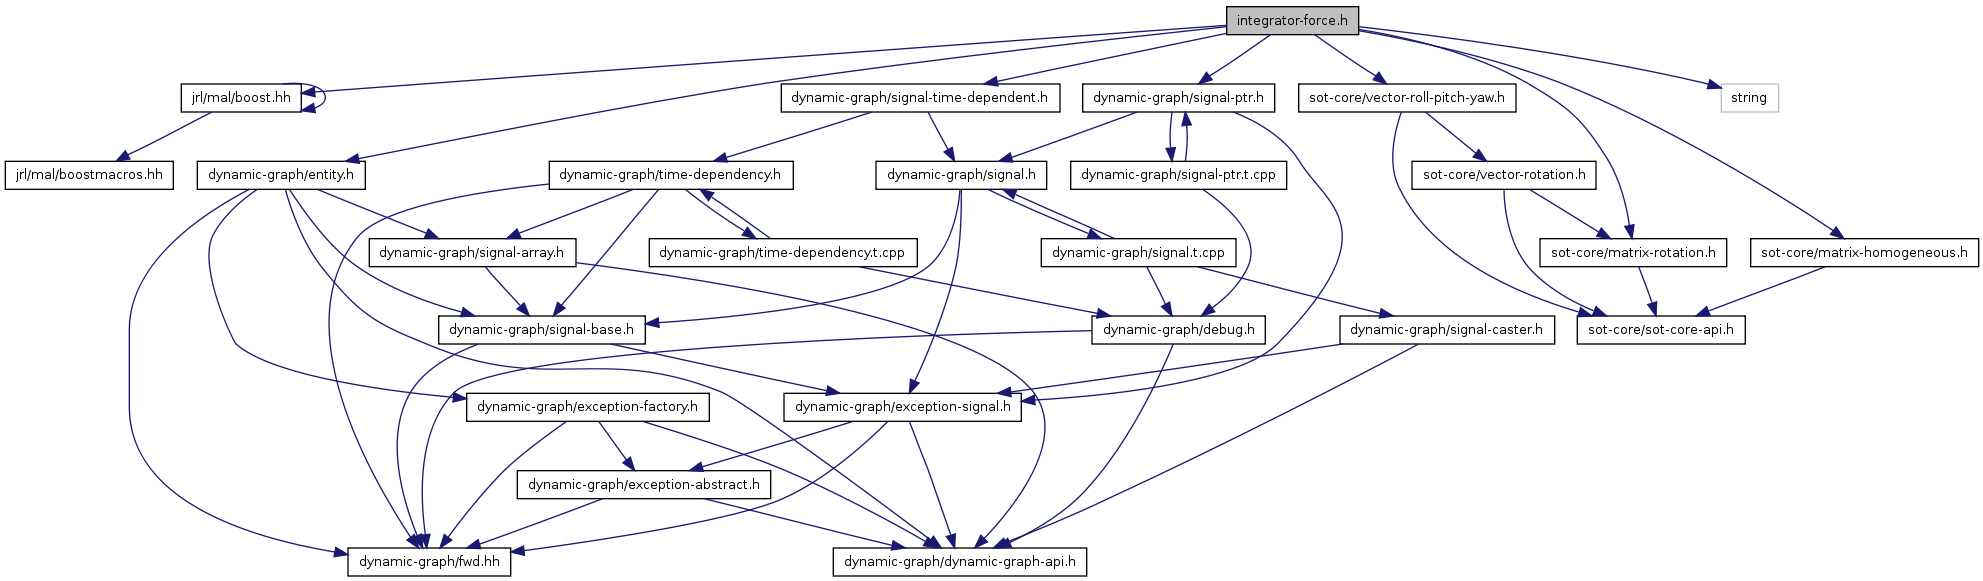 integrator-force.h
jrl/mal/boost.hh
dynamic-graph/signal-time-dependent.h
dynamic-graph/signal-ptr.h
sot-core/vector-roll-pitch-yaw.h
string
jrl/mal/boostmacros.hh
dynamic-graph/entity.h
dynamic-graph/time-dependency.h
dynamic-graph/signal.h
dynamic-graph/signal-ptr.t.cpp
sot-core/vector-rotation.h
dynamic-graph/signal-array.h
dynamic-graph/time-dependency.t.cpp
dynamic-graph/signal.t.cpp
sot-core/matrix-rotation.h
sot-core/matrix-homogeneous.h
dynamic-graph/signal-base.h
dynamic-graph/debug.h
dynamic-graph/signal-caster.h
sot-core/sot-core-api.h
dynamic-graph/exception-factory.h
dynamic-graph/exception-signal.h
dynamic-graph/exception-abstract.h
dynamic-graph/fwd.hh
dynamic-graph/dynamic-graph-api.h